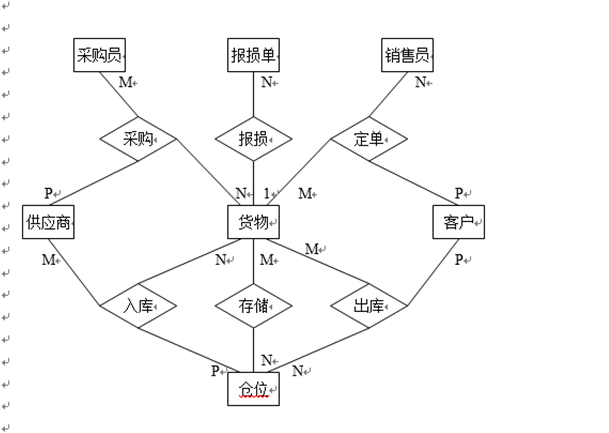 采购员 报损单 销售员
M N N
采购 报损 定单
P N 1 M P
供应商 货物 客户
M N M M P
入库 存储 出库
P N N
仓位